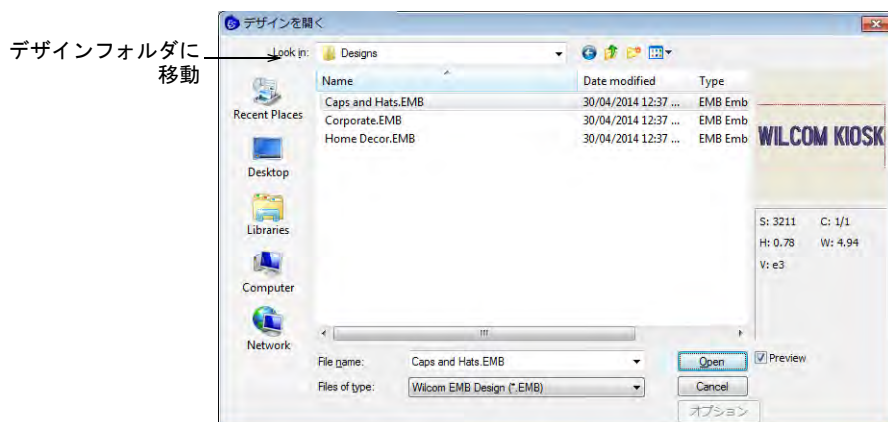 デザインを開く
デザインフォルダに
移動
Look in:
Designs
Name
Date modified
Type
Caps and Hats.EMB
30/04/2014 12:37 ...
EMB Emb
Corporate.EMB
30/04/2014 12:37 ...
EMB Emb
Home Decor.EMB
30/04/2014 12:37 ...
EMB Emb
Recent Places
Desktop
Libraries
Computer
Network
WILCOM KIOSK
S: 3211 C: 1/1
H: 0.78 W: 4.94
V: e3
File name:
Caps and Hats.EMB
Open
Preview
Files of type:
Wilcom EMB Design (*.EMB)
Cancel
オプション